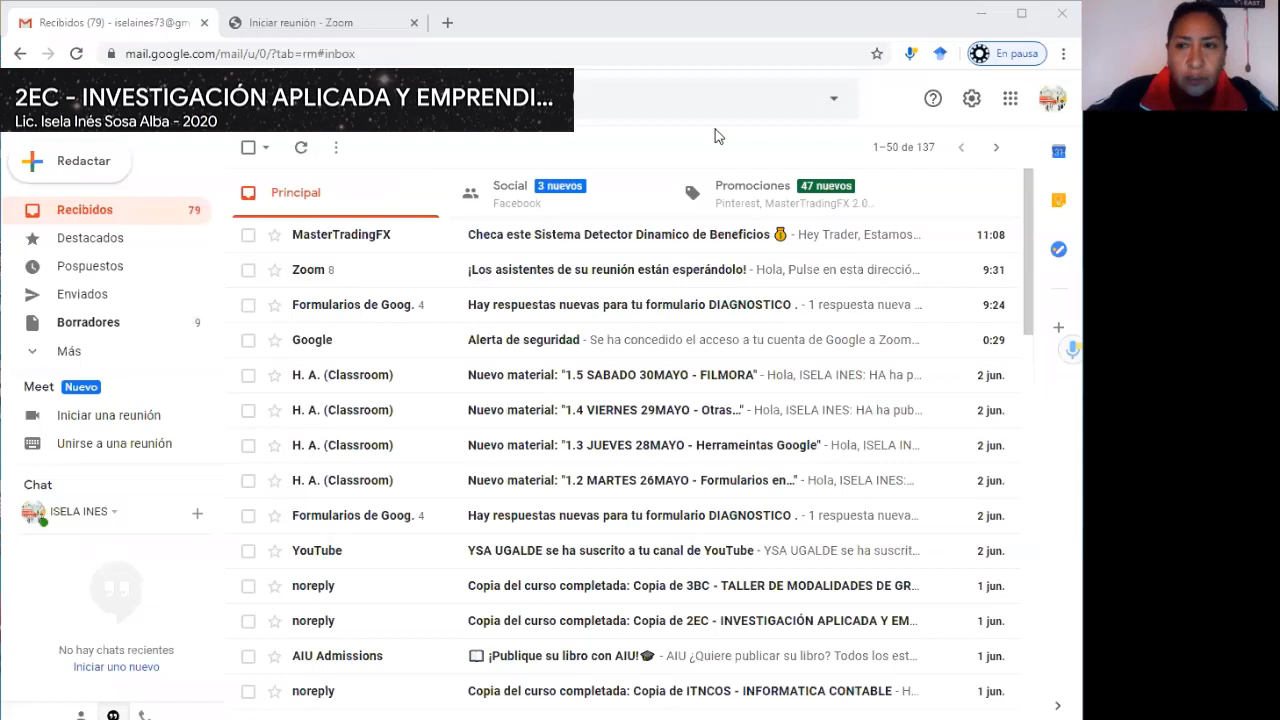 Recibidos (79) - iselaines73@gm
Iniciar reunión - Zoom
mail.google.com/mail/u/0/?tab=rm#inbox
En pausa
EAST
2EC - INVESTIGACIÓN APLICADA Y EMPRENDI...
Lic. Isela Inés Sosa Alba - 2020
Redactar
1–50 de 137
Recibidos 79
Destacados
Pospuestos
Enviados
Borradores 9
Más
Meet Nuevo
Iniciar una reunión
Unirse a una reunión
Chat
ISELA INES
No hay chats recientes
Iniciar uno nuevo
Principal
Social 3 nuevos
Facebook
Promociones 47 nuevos
Pinterest, MasterTradingFX 2.0...
MasterTradingFX Checa este Sistema Detector Dinamico de Beneficios - Hey Trader, Estamos... 11:08
Zoom 8 ¡Los asistentes de su reunión están esperándolo! - Hola, Pulse en esta direcció... 9:31
Formularios de Goog. 4 Hay respuestas nuevas para tu formulario DIAGNOSTICO . - 1 respuesta nueva ... 9:24
Google Alerta de seguridad - Se ha concedido el acceso a tu cuenta de Google a Zoom... 0:29
H. A. (Classroom) Nuevo material: "1.5 SABADO 30MAYO - FILMORA" - Hola, ISELA INES: HA ha p... 2 jun.
H. A. (Classroom) Nuevo material: "1.4 VIERNES 29MAYO - Otras..." - Hola, ISELA INES: HA ha pub... 2 jun.
H. A. (Classroom) Nuevo material: "1.3 JUEVES 28MAYO - Herrameintas Google" - Hola, ISELA IN... 2 jun.
H. A. (Classroom) Nuevo material: "1.2 MARTES 26MAYO - Formularios en..." - Hola, ISELA INES:... 2 jun.
Formularios de Goog. 4 Hay respuestas nuevas para tu formulario DIAGNOSTICO . - 1 respuesta nueva... 2 jun.
YouTube YSA UGALDE se ha suscrito a tu canal de YouTube - YSA UGALDE se ha suscrit... 2 jun.
noreply Copia del curso completada: Copia de 3BC - TALLER DE MODALIDADES DE GR... 1 jun.
noreply Copia del curso completada: Copia de 2EC - INVESTIGACIÓN APLICADA Y EM... 1 jun.
AIU Admissions ¡Publique su libro con AIU! - AIU ¿Quiere publicar su libro? Todos los est... 1 jun.
noreply Copia del curso completada: Copia de ITNCOS - INFORMATICA CONTABLE - H... 1 jun.